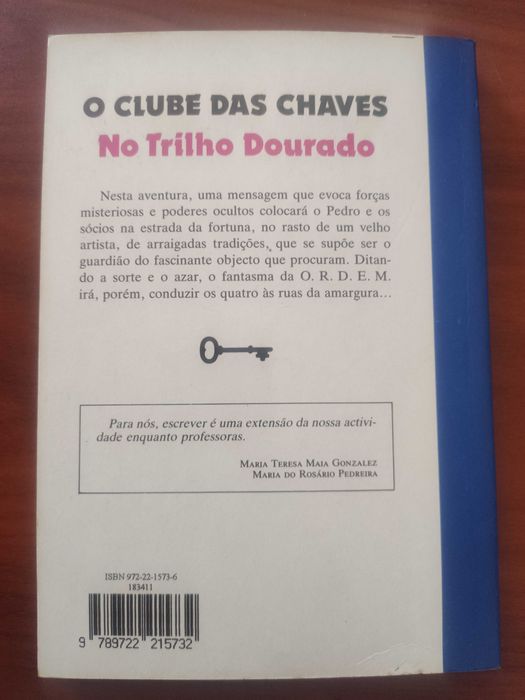 O CLUBE DAS CHAVES
No Trilho Dourado
Nesta aventura, uma mensagem que evoca forças
misteriosas e poderes ocultos colocará o Pedro e os
sócios na estrada da fortuna, no rasto de um velho
artista, de arraigadas tradições, que se supõe ser o
guardião do fascinante objecto que procuram. Ditan-
do a sorte e o azar, o fantasma da O. R. D. E. M.
irá, porém, conduzir os quatro às ruas da amargura...
Para nós, escrever é uma extensão da nossa activi-
dade enquanto professoras.
MARIA TERESA MAIA GONZALEZ
MARIA DO ROSÁRIO PEDREIRA
ISBN 972-22-1573-6
183411
9 789722 215732